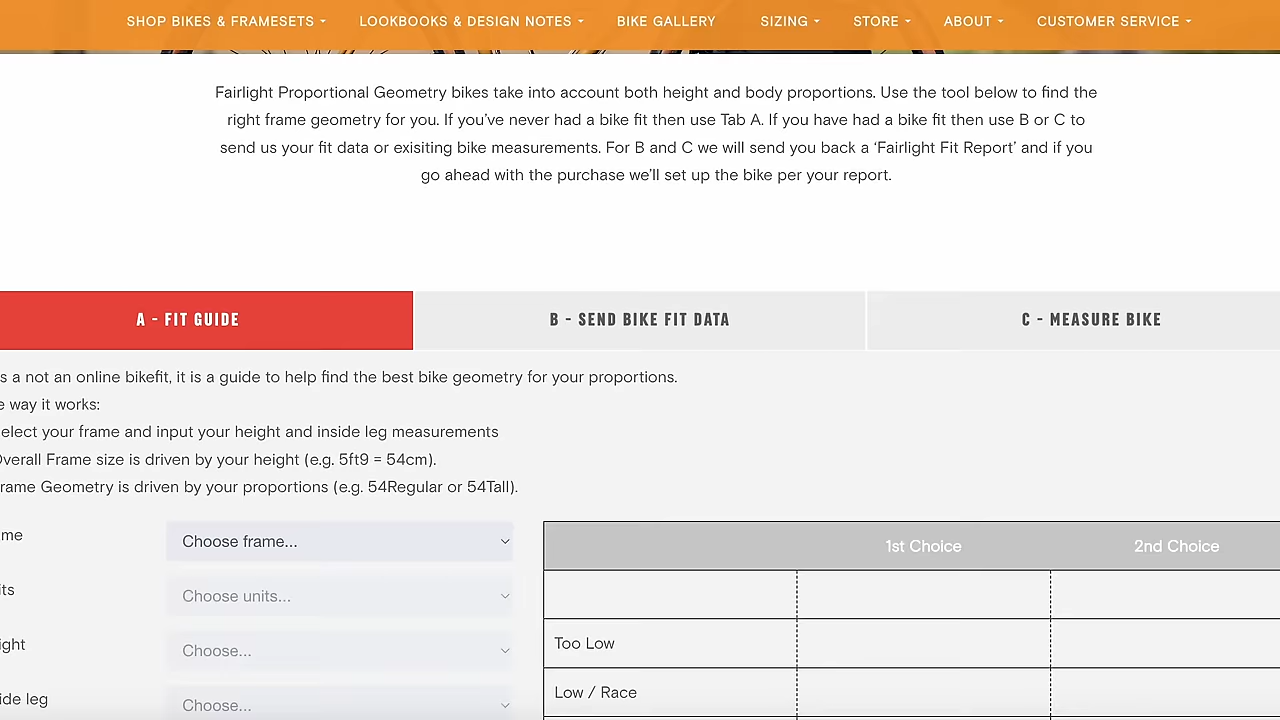 SHOP BIKES & FRAMESETS LOOKBOOKS & DESIGN NOTES BIKE GALLERY SIZING STORE ABOUT CUSTOMER SERVICE
Fairlight Proportional Geometry bikes take into account both height and body proportions. Use the tool below to find the
right frame geometry for you. If you've never had a bike fit then use Tab A. If you have had a bike fit then use B or C to
send us your fit data or exisiting bike measurements. For B and C we will send you back a ‘Fairlight Fit Report’ and if you
go ahead with the purchase we'll set up the bike per your report.
A - FIT GUIDE B - SEND BIKE FIT DATA C - MEASURE BIKE
s a not an online bikefit, it is a guide to help find the best bike geometry for your proportions.
e way it works:
elect your frame and input your height and inside leg measurements
Overall Frame size is driven by your height (e.g. 5ft9 = 54cm).
rame Geometry is driven by your proportions (e.g. 54Regular or 54Tall).
me Choose frame... 1st Choice 2nd Choice
its Choose units...
ight Choose... Too Low
ide leg Choose... Low / Race